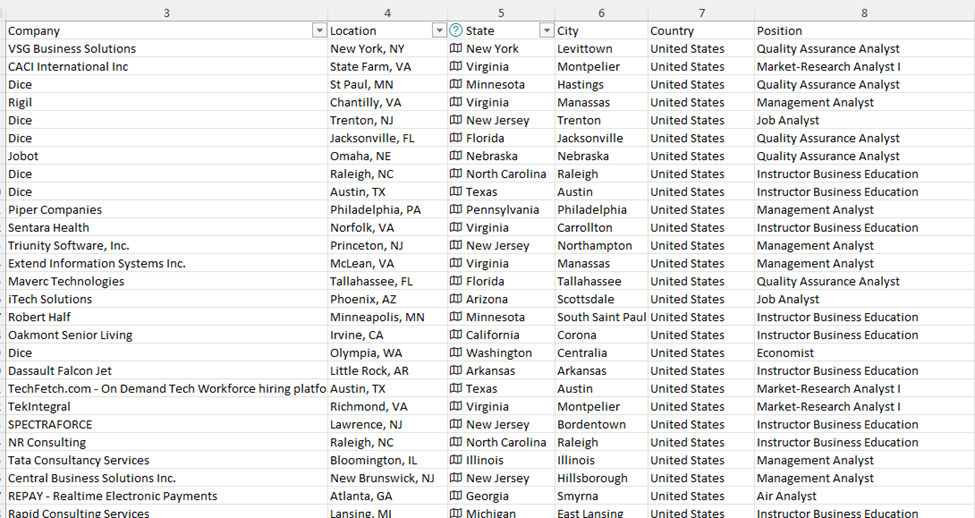 3 4 5 6 7 8
Company Location State City Country Position
VSG Business Solutions New York, NY New York Levittown United States Quality Assurance Analyst
CACI International Inc State Farm, VA Virginia Montpelier United States Market-Research Analyst I
Dice St Paul, MN Minnesota Hastings United States Quality Assurance Analyst
Rigil Chantilly, VA Virginia Manassas United States Management Analyst
Dice Trenton, NJ New Jersey Trenton United States Job Analyst
Dice Jacksonville, FL Florida Jacksonville United States Quality Assurance Analyst
Jobot Omaha, NE Nebraska Nebraska United States Quality Assurance Analyst
Dice Raleigh, NC North Carolina Raleigh United States Instructor Business Education
Dice Austin, TX Texas Austin United States Instructor Business Education
Piper Companies Philadelphia, PA Pennsylvania Philadelphia United States Management Analyst
Sentara Health Norfolk, VA Virginia Carrollton United States Instructor Business Education
Triunity Software, Inc. Princeton, NJ New Jersey Northampton United States Management Analyst
Extend Information Systems Inc. McLean, VA Virginia Manassas United States Management Analyst
Maverc Technologies Tallahassee, FL Florida Tallahassee United States Quality Assurance Analyst
iTech Solutions Phoenix, AZ Arizona Scottsdale United States Job Analyst
Robert Half Minneapolis, MN Minnesota South Saint Paul United States Instructor Business Education
Oakmont Senior Living Irvine, CA California Corona United States Instructor Business Education
Dice Olympia, WA Washington Centralia United States Economist
Dassault Falcon Jet Little Rock, AR Arkansas Arkansas United States Instructor Business Education
TechFetch.com - On Demand Tech Workforce hiring platfo Austin, TX Texas Austin United States Market-Research Analyst I
TekIntegral Richmond, VA Virginia Montpelier United States Market-Research Analyst I
SPECTRAFORCE Lawrence, NJ New Jersey Bordentown United States Instructor Business Education
NR Consulting Raleigh, NC North Carolina Raleigh United States Instructor Business Education
Tata Consultancy Services Bloomington, IL Illinois Illinois United States Management Analyst
Central Business Solutions Inc. New Brunswick, NJ New Jersey Hillsborough United States Management Analyst
REPAY - Realtime Electronic Payments Atlanta, GA Georgia Smyrna United States Air Analyst
Rapid Consulting Services Lansing, MI Michigan East Lansing United States Instructor Business Education